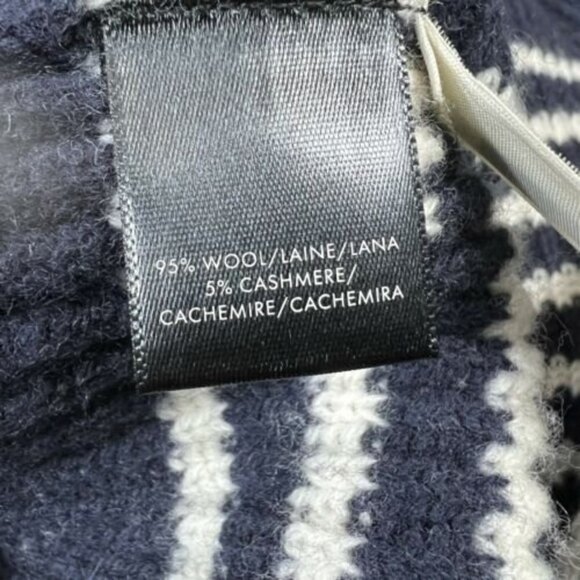 95% WOOL/LAINE/LANA
5% CASHMERE/
CACHEMIRE/CACHEMIRA